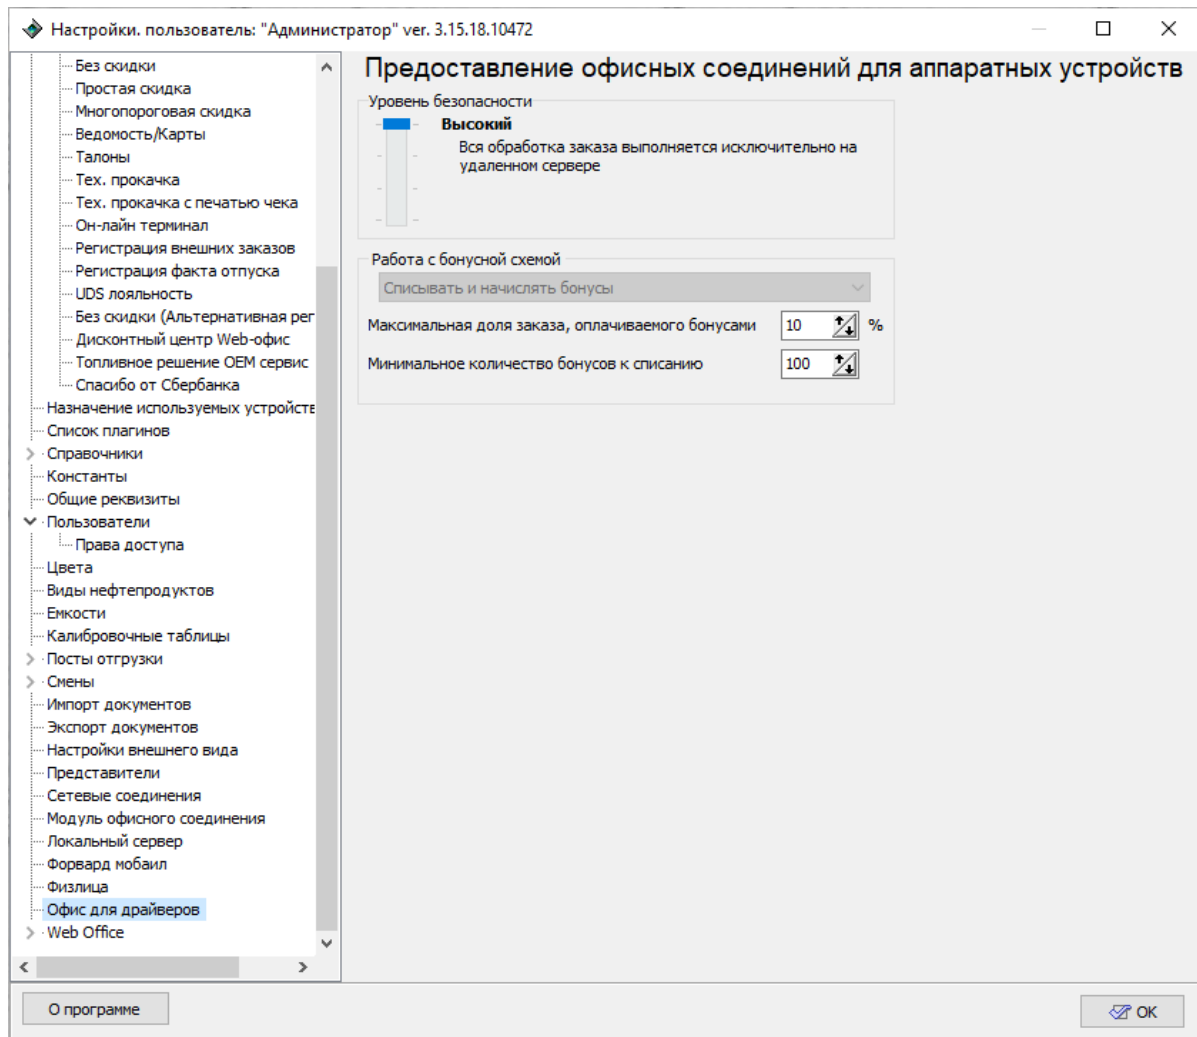 Настройки. пользователь: "Администратор" ver. 3.15.18.10472
Без скидки
Простая скидка
Многопороговая скидка
Ведомость/Карты
Талоны
Тех. прокачка
Тех. прокачка с печатью чека
Он-лайн терминал
Регистрация внешних заказов
Регистрация факта отпуска
UDS лояльность
Без скидки (Альтернативная рег
Дисконтный центр Web-офис
Топливное решение OEM сервис
Спасибо от Сбербанка
Назначение используемых устройств
Список плагинов
Справочники
Константы
Общие реквизиты
Пользователи
Права доступа
Цвета
Виды нефтепродуктов
Емкости
Калибровочные таблицы
Посты отгрузки
Смены
Импорт документов
Экспорт документов
Настройки внешнего вида
Представители
Сетевые соединения
Модуль офисного соединения
Локальный сервер
Форвард мобаил
Физлица
Офис для драйверов
Web Office
Предоставление офисных соединений для аппаратных устройств
Уровень безопасности
Высокий
Вся обработка заказа выполняется исключительно на
удаленном сервере
Работа с бонусной схемой
Списывать и начислять бонусы
Максимальная доля заказа, оплачиваемого бонусами 10 %
Минимальное количество бонусов к списанию 100
О программе
OK